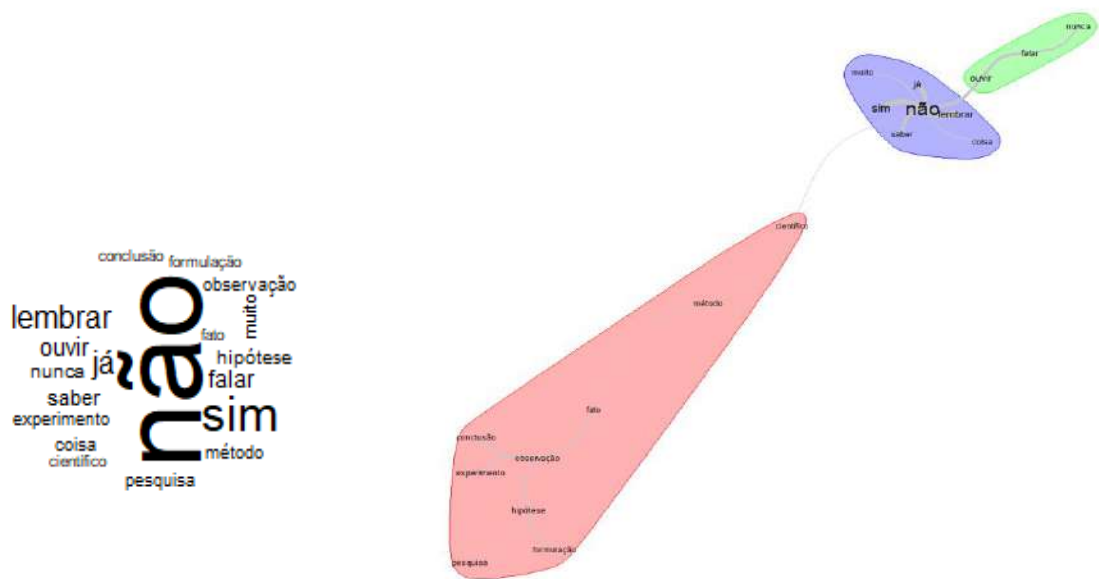 conclusão
formulação
observação
lembrar
muito
não
fato
ouvir
já
hipótese
nunca
falar
saber
sim
experimento
coisa
método
científico
pesquisa
nunca
falar
ouvir
muito
já
sim
não
lembrar
saber
coisa
científico
método
fato
conclusão
observação
experimento
hipótese
formulação
pesquisa